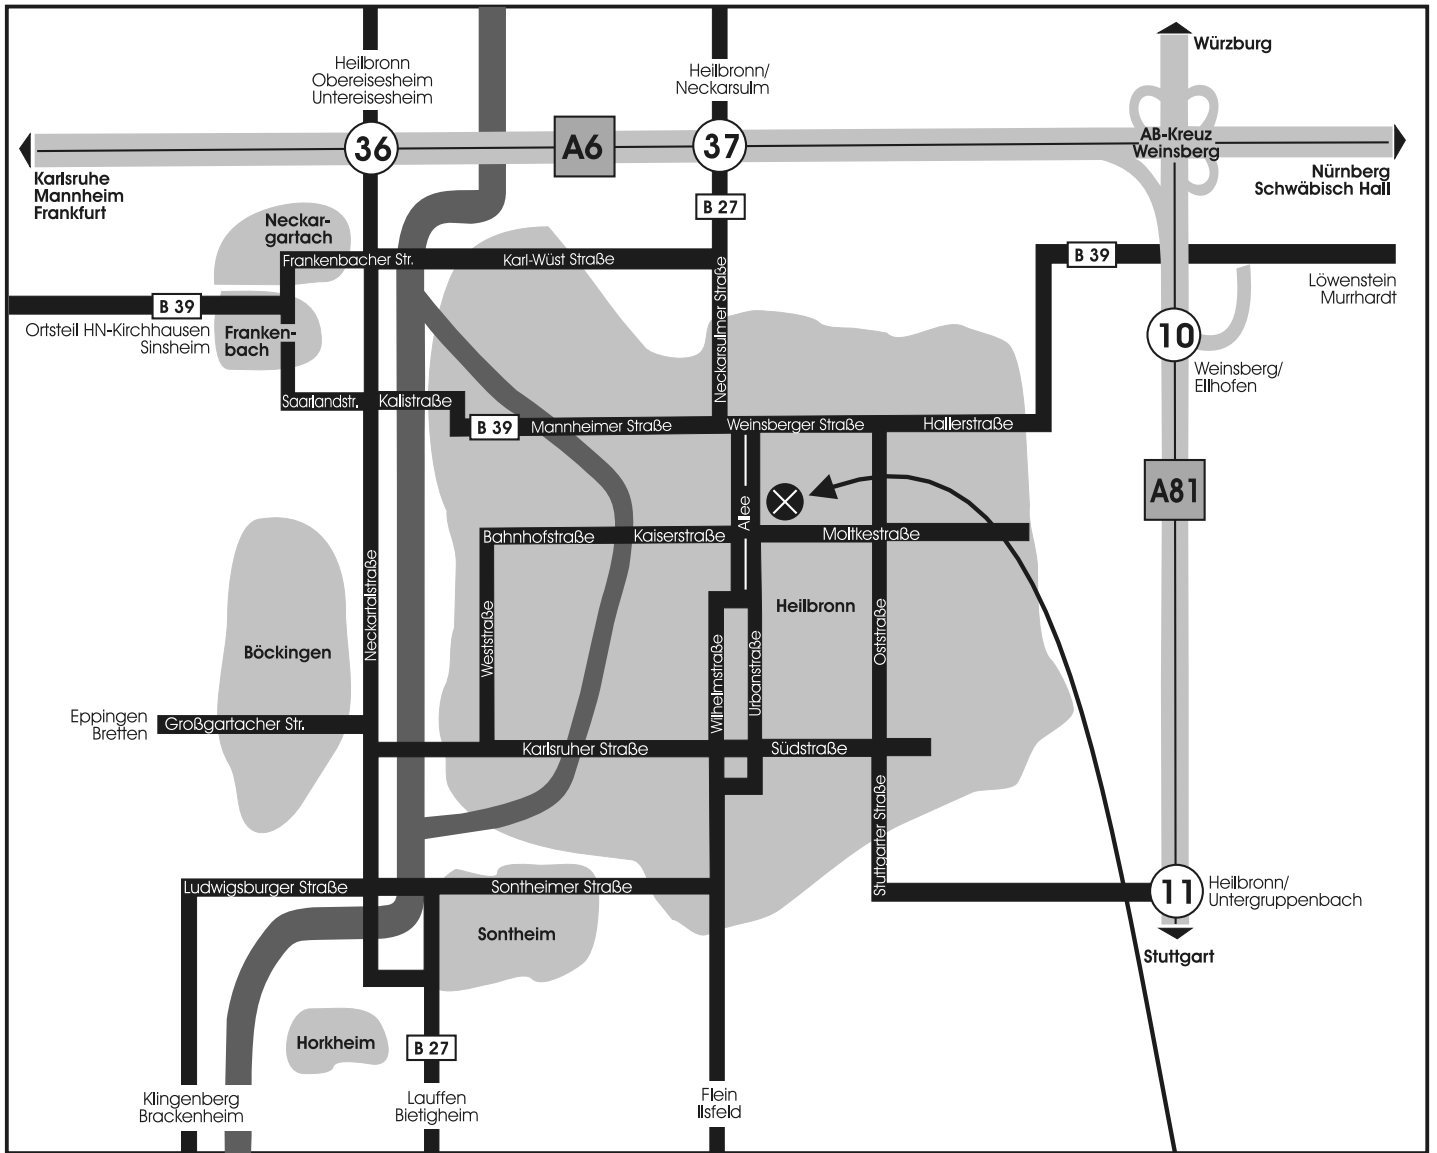 Würzburg
Heilbronn
Obereisesheim
Untereisesheim
Heilbronn/
Neckarsulm
36
A6
37
AB-Kreuz
Weinsberg
Karlsruhe
Mannheim
Frankfurt
Nürnberg
Schwäbisch Hall
B 27
Neckar-
gartach
Frankenbacher Str.
Karl-Wüst Straße
B 39
Löwenstein
Murrhardt
B 39
Ortsteil HN-Kirchhausen
Sinsheim
Franken-
bach
Neckarsulmer Straße
10
Weinsberg/
Ellhofen
Saarlandstr.
Kalistraße
B 39
Mannheimer Straße
Weinsberger Straße
Hallerstraße
A81
Allee
Bahnhofstraße
Kaiserstraße
Moltkestraße
Neckartalstraße
Weststraße
Heilbronn
Wilhelmstraße
Urbanstraße
Oststraße
Böckingen
Eppingen
Bretten
Großgartacher Str.
Karlsruher Straße
Südstraße
Stuttgarter Straße
Ludwigsburger Straße
Sontheimer Straße
11
Heilbronn/
Untergruppenbach
Sontheim
Stuttgart
Horkheim
B 27
Klingenberg
Brackenheim
Lauffen
Bietigheim
Flein
Ilsfeld